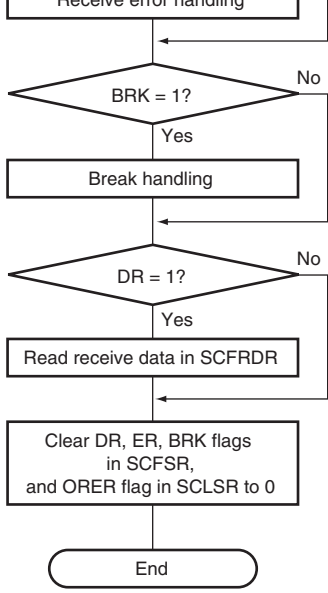 Receive error handling
BRK = 1?
No
Yes
Break handling
DR = 1?
No
Yes
Read receive data in SCFRDR
Clear DR, ER, BRK flags
in SCFSR,
and ORER flag in SCLSR to 0
End